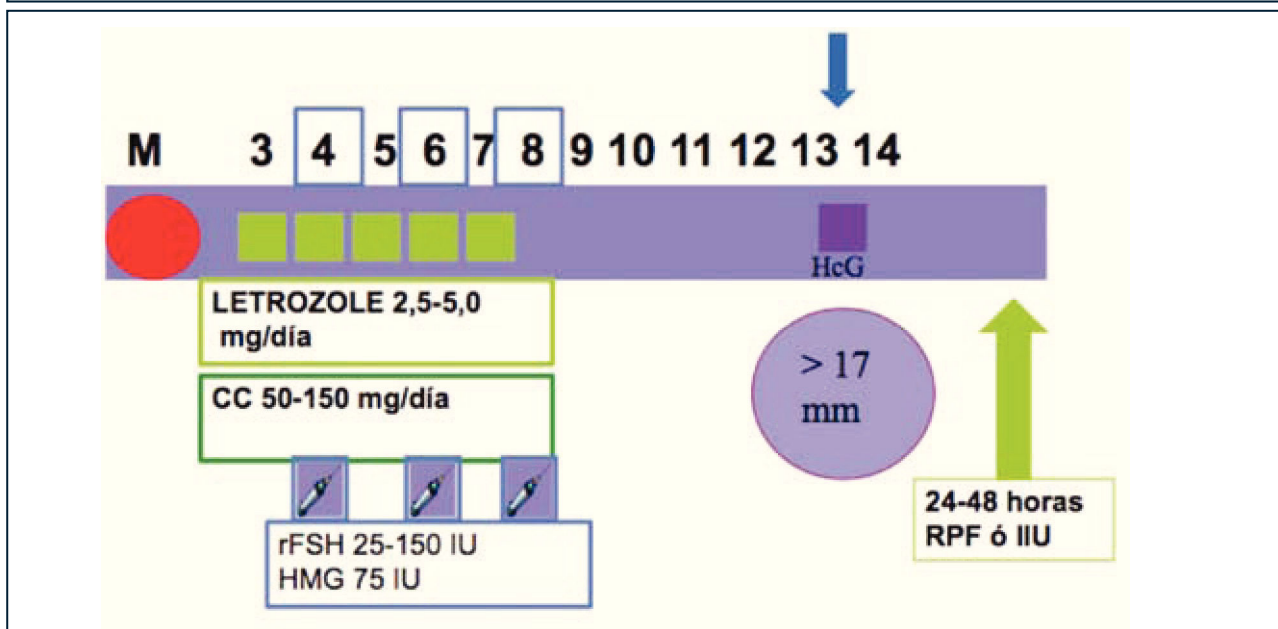 M 3 4 5 6 7 8 9 10 11 12 13 14
HcG
LETROZOLE 2,5-5,0
mg/día
CC 50-150 mg/día
> 17
mm
rFSH 25-150 IU
HMG 75 IU
24-48 horas
RPF ó IIU